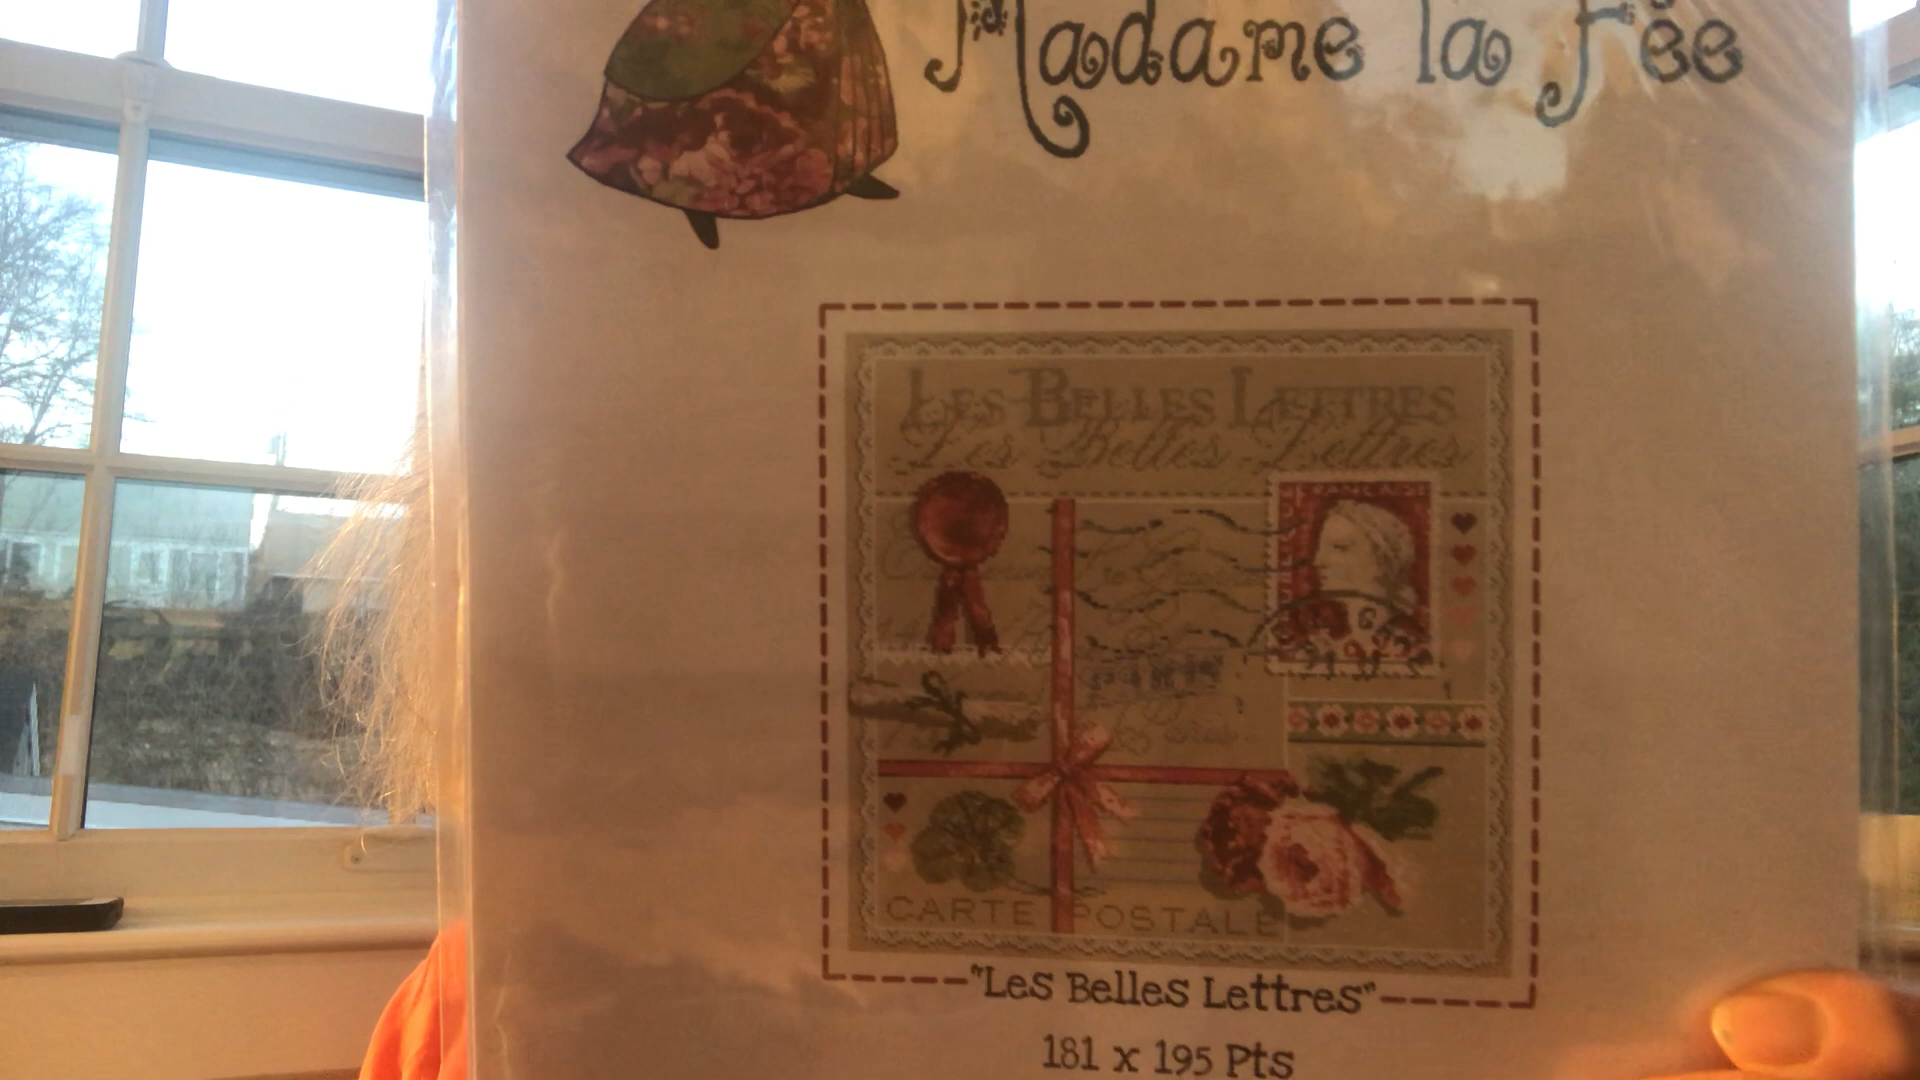 Madame la Fée
Les Belles Lettres
Les Belles Lettres
CARTE POSTALE
"Les Belles Lettres"
181 x 195 Pts